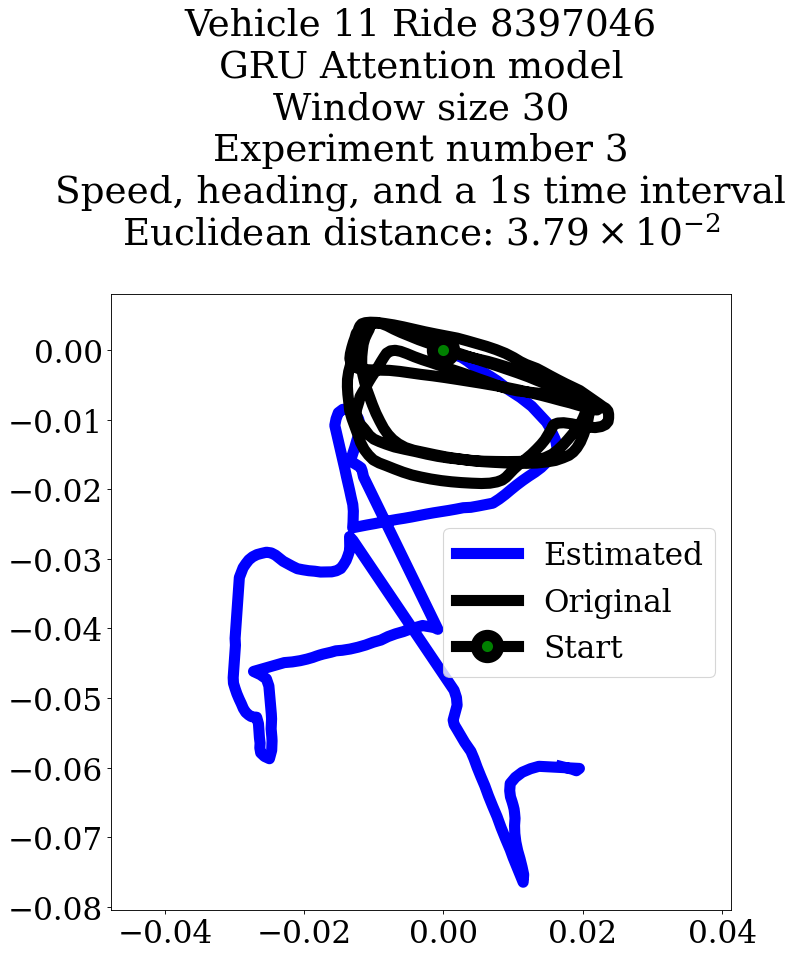 Vehicle 11 Ride 8397046
GRU Attention model
Window size 30
Experiment number 3
Speed, heading, and a 1s time interval
Euclidean distance: 3.79 × 10⁻²
0.00
−0.01
−0.02
−0.03
−0.04
−0.05
−0.06
−0.07
−0.08
Estimated
Original
Start
−0.04
−0.02
0.00
0.02
0.04